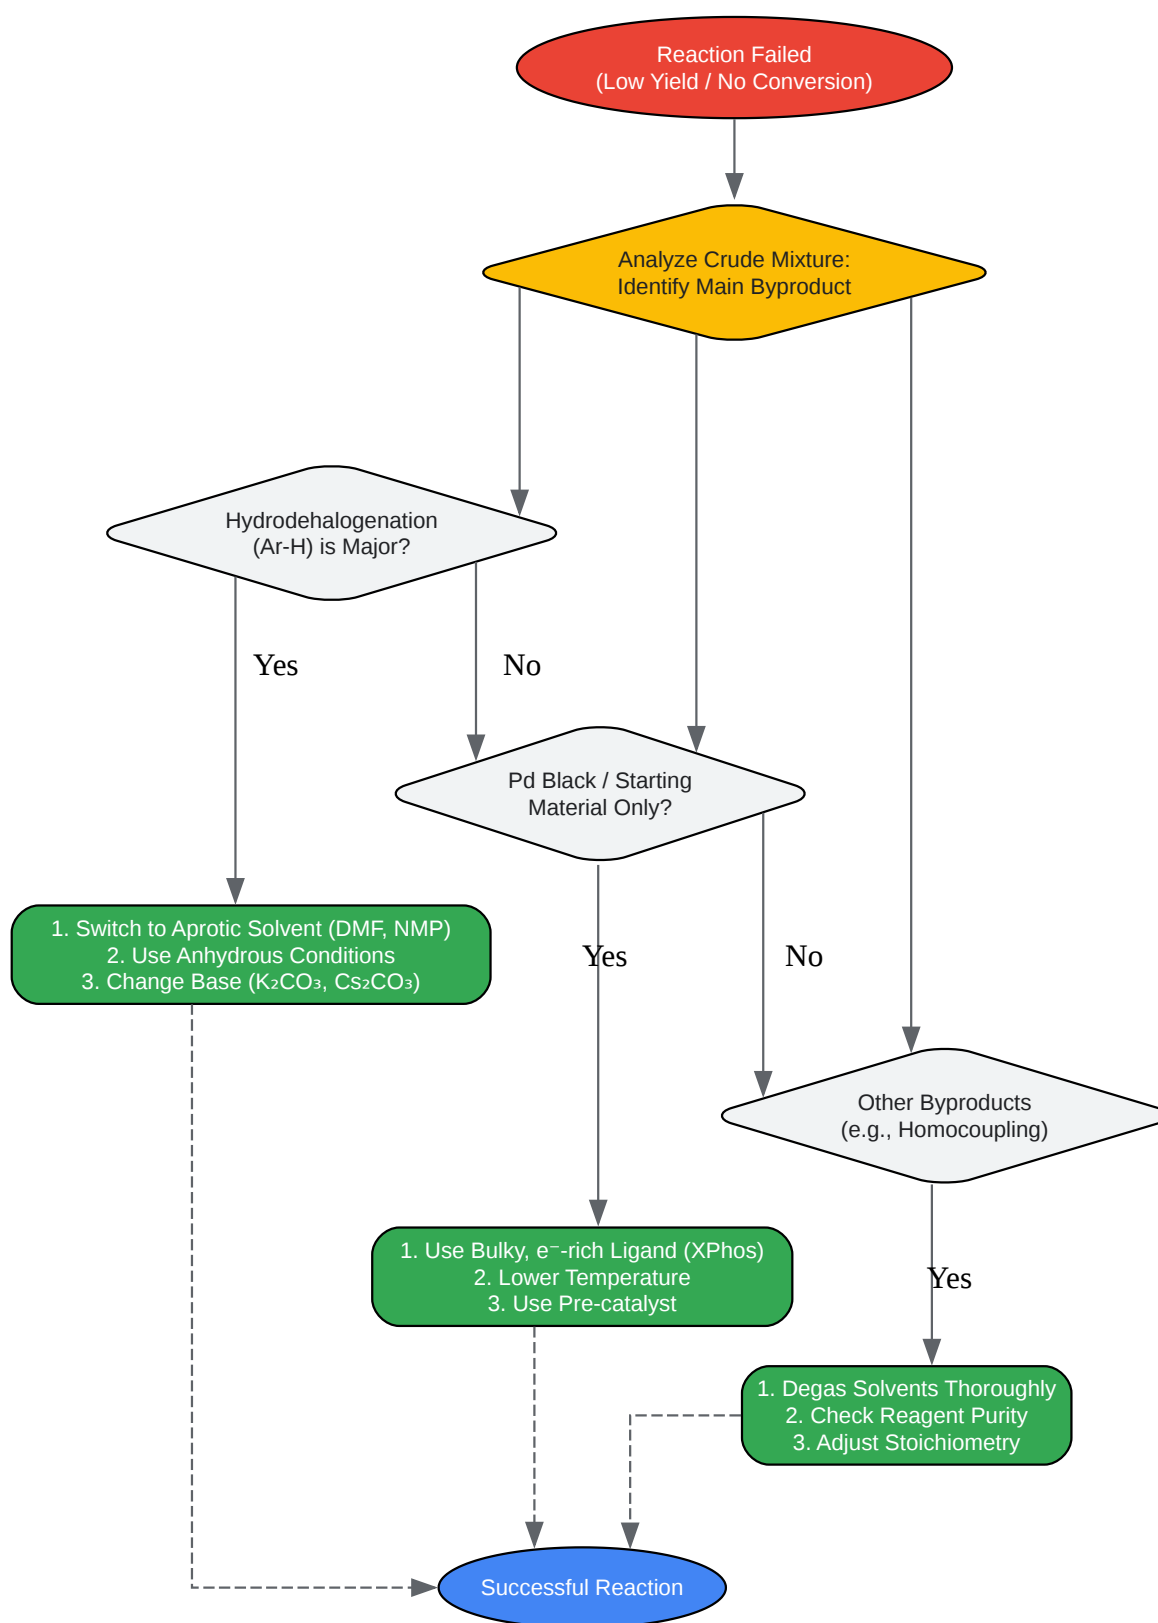 Reaction Failed
(Low Yield / No Conversion)
Analyze Crude Mixture:
Identify Main Byproduct
Hydrodehalogenation
(Ar-H) is Major?
Yes
No
Pd Black / Starting
Material Only?
1. Switch to Aprotic Solvent (DMF, NMP)
2. Use Anhydrous Conditions
3. Change Base (K₂CO₃, Cs₂CO₃)
Yes
No
Other Byproducts
(e.g., Homocoupling)
1. Use Bulky, e⁻-rich Ligand (XPhos)
2. Lower Temperature
3. Use Pre-catalyst
Yes
1. Degas Solvents Thoroughly
2. Check Reagent Purity
3. Adjust Stoichiometry
Successful Reaction